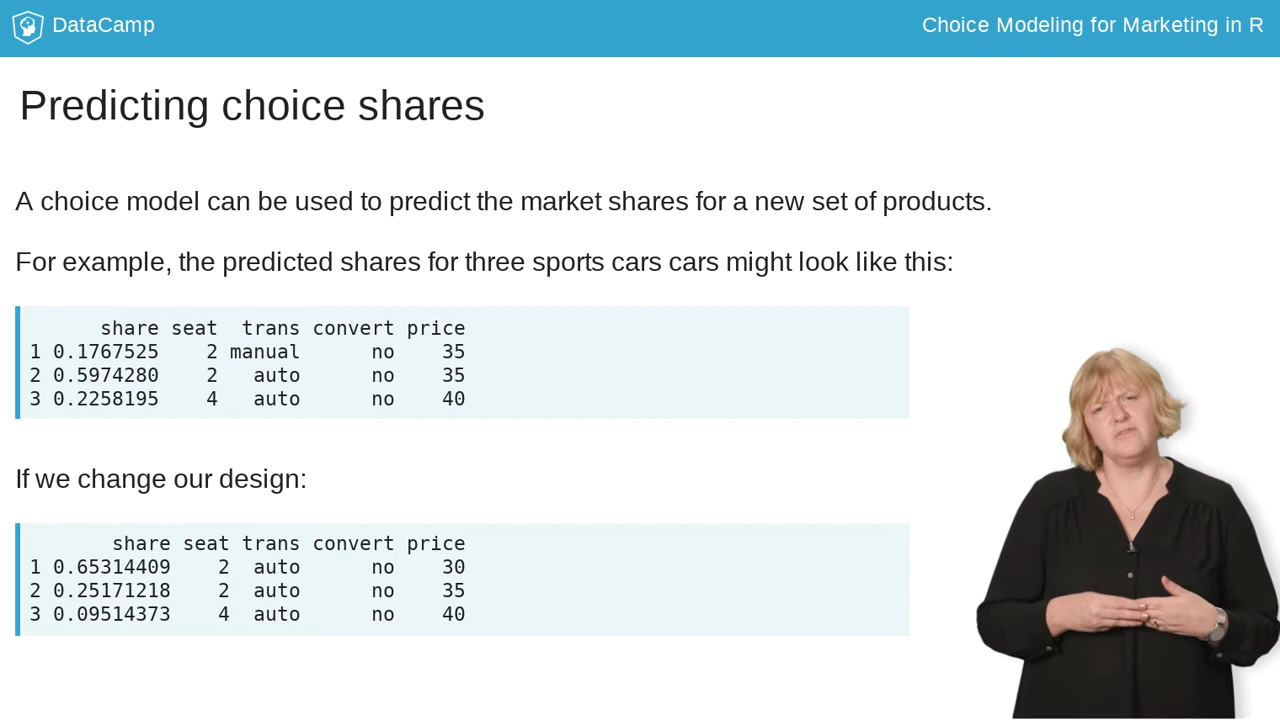 DataCamp
Choice Modeling for Marketing in R
Predicting choice shares
A choice model can be used to predict the market shares for a new set of products.
For example, the predicted shares for three sports cars cars might look like this:
share seat trans convert price
1 0.1767525 2 manual no 35
2 0.5974280 2 auto no 35
3 0.2258195 4 auto no 40
If we change our design:
share seat trans convert price
1 0.65314409 2 auto no 30
2 0.25171218 2 auto no 35
3 0.09514373 4 auto no 40